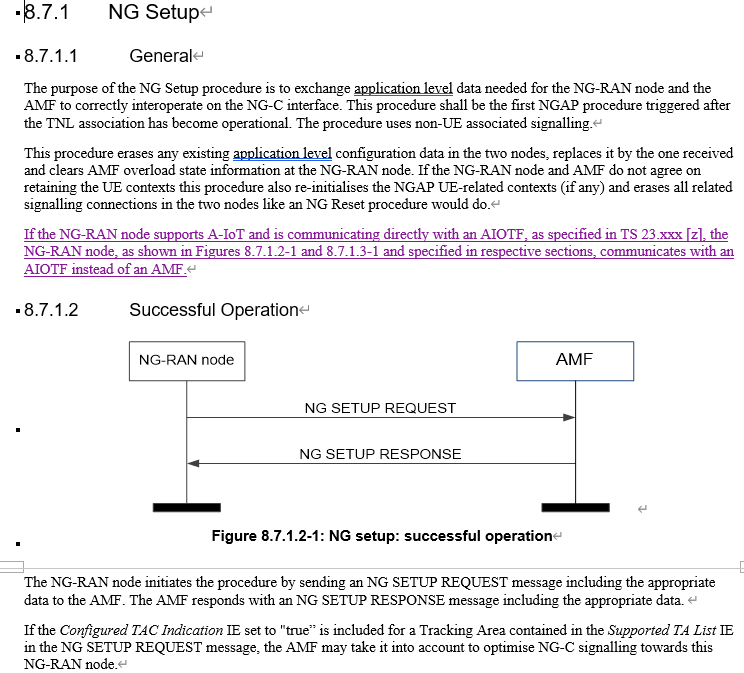 8.7.1 NG Setup
8.7.1.1 General
The purpose of the NG Setup procedure is to exchange application level data needed for the NG-RAN node and the
AMF to correctly interoperate on the NG-C interface. This procedure shall be the first NGAP procedure triggered after
the TNL association has become operational. The procedure uses non-UE associated signalling.
This procedure erases any existing application level configuration data in the two nodes, replaces it by the one received
and clears AMF overload state information at the NG-RAN node. If the NG-RAN node and AMF do not agree on
retaining the UE contexts this procedure also re-initialises the NGAP UE-related contexts (if any) and erases all related
signalling connections in the two nodes like an NG Reset procedure would do.
If the NG-RAN node supports A-IoT and is communicating directly with an AIOTF, as specified in TS 23.xxx [z], the
NG-RAN node, as shown in Figures 8.7.1.2-1 and 8.7.1.3-1 and specified in respective sections, communicates with an
AIOTF instead of an AMF.
8.7.1.2 Successful Operation
NG-RAN node
AMF
NG SETUP REQUEST
NG SETUP RESPONSE
Figure 8.7.1.2-1: NG setup: successful operation
The NG-RAN node initiates the procedure by sending an NG SETUP REQUEST message including the appropriate
data to the AMF. The AMF responds with an NG SETUP RESPONSE message including the appropriate data.
If the Configured TAC Indication IE set to "true” is included for a Tracking Area contained in the Supported TA List IE
in the NG SETUP REQUEST message, the AMF may take it into account to optimise NG-C signalling towards this
NG-RAN node.